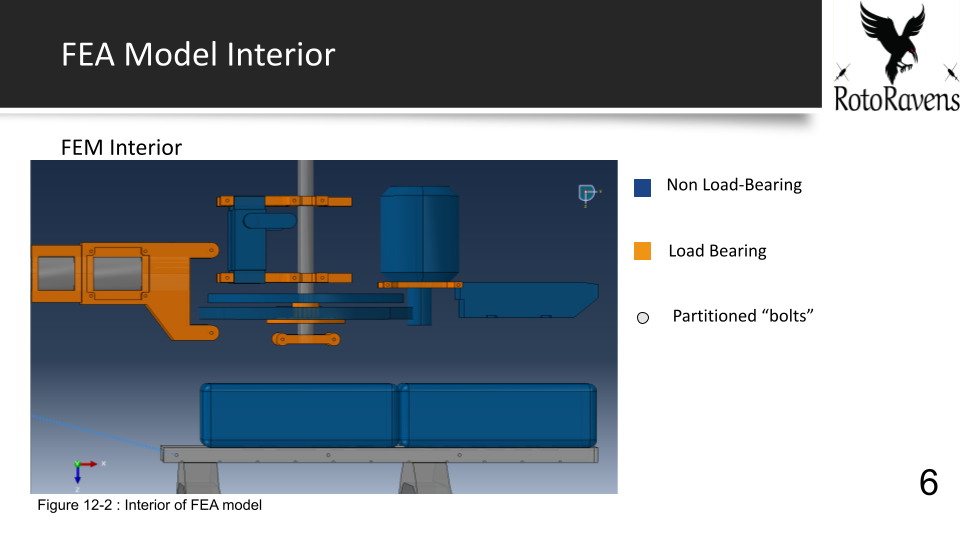 FEA Model Interior
RotoRavens
FEM Interior
Non Load-Bearing
Load Bearing
Partitioned “bolts”
X
Z
6
Figure 12-2 : Interior of FEA model